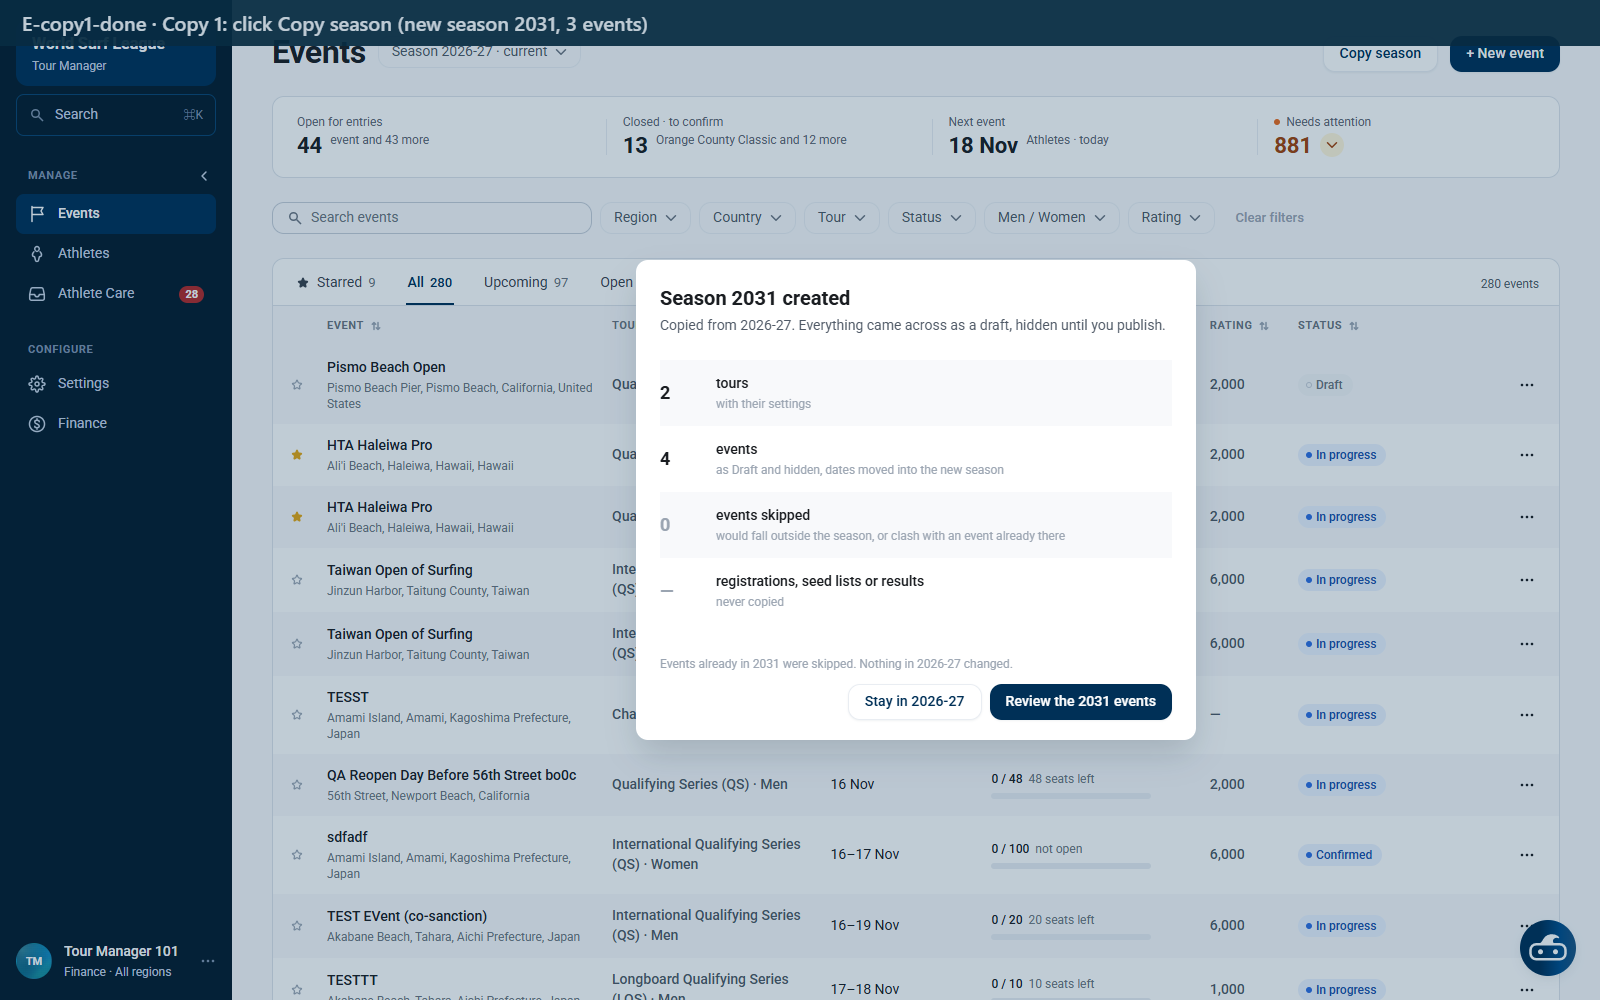 E-copy1-done · Copy 1: click Copy season (new season 2031, 3 events)
World Surf League
Tour Manager
Search ⌘K
MANAGE
Events
Athletes
Athlete Care 28
CONFIGURE
Settings
Finance
TM
Tour Manager 101
Finance · All regions
Events
Season 2026-27 · current
Copy season
+ New event
Open for entries
44 event and 43 more
Closed · to confirm
13 Orange County Classic and 12 more
Next event
18 Nov Athletes · today
Needs attention
881
Search events
Region
Country
Tour
Status
Men / Women
Rating
Clear filters
Starred 9
All 280
Upcoming 97
Open
280 events
EVENT
TOU
RATING
STATUS
Pismo Beach Open
Pismo Beach Pier, Pismo Beach, California, United
States
Qua
2,000
Draft
HTA Haleiwa Pro
Ali'i Beach, Haleiwa, Hawaii, Hawaii
Qua
2,000
In progress
HTA Haleiwa Pro
Ali'i Beach, Haleiwa, Hawaii, Hawaii
Qua
2,000
In progress
Taiwan Open of Surfing
Jinzun Harbor, Taitung County, Taiwan
Inte
(QS)
6,000
In progress
Taiwan Open of Surfing
Jinzun Harbor, Taitung County, Taiwan
Inte
(QS)
6,000
In progress
TESST
Amami Island, Amami, Kagoshima Prefecture,
Japan
Cha
—
In progress
QA Reopen Day Before 56th Street bo0c
56th Street, Newport Beach, California
Qualifying Series (QS) · Men
16 Nov
0 / 48 48 seats left
2,000
In progress
sdfadf
Amami Island, Amami, Kagoshima Prefecture,
Japan
International Qualifying Series
(QS) · Women
16–17 Nov
0 / 100 not open
6,000
Confirmed
TEST EVent (co-sanction)
Akabane Beach, Tahara, Aichi Prefecture, Japan
International Qualifying Series
(QS) · Men
16–19 Nov
0 / 20 20 seats left
6,000
In progress
TESTTT
Akabane Beach, Tahara, Aichi Prefecture, Japan
Longboard Qualifying Series
(LQS) · Men
17–18 Nov
0 / 10 10 seats left
1,000
In progress
Season 2031 created
Copied from 2026-27. Everything came across as a draft, hidden until you publish.
2
tours
with their settings
4
events
as Draft and hidden, dates moved into the new season
0
events skipped
would fall outside the season, or clash with an event already there
—
registrations, seed lists or results
never copied
Events already in 2031 were skipped. Nothing in 2026-27 changed.
Stay in 2026-27
Review the 2031 events